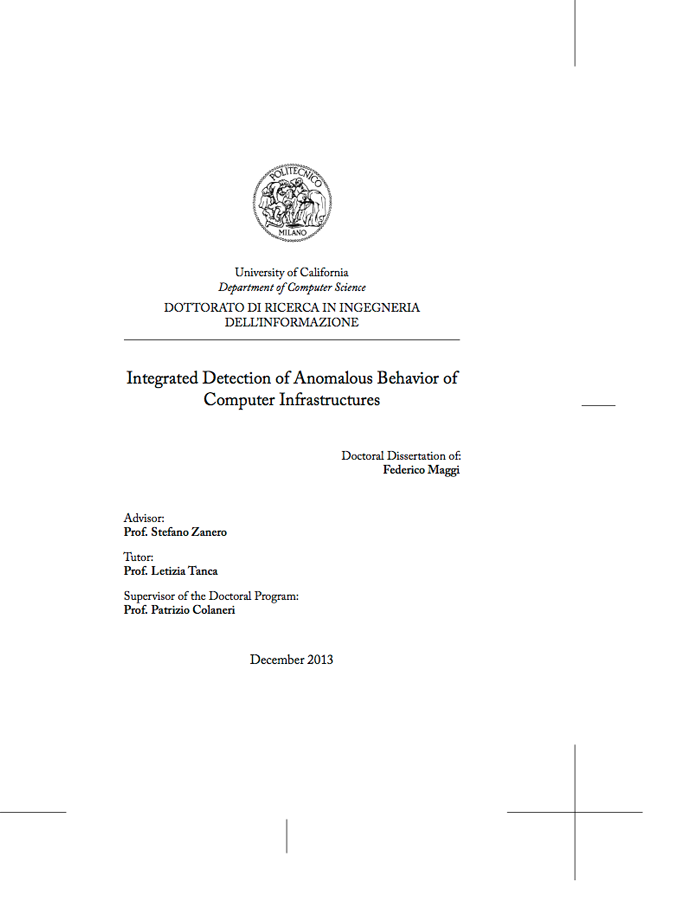 POLITECNICO
MILANO
University of California
Department of Computer Science
DOTTORATO DI RICERCA IN INGEGNERIA
DELL'INFORMAZIONE
Integrated Detection of Anomalous Behavior of
Computer Infrastructures
Doctoral Dissertation of:
Federico Maggi
Advisor:
Prof. Stefano Zanero
Tutor:
Prof. Letizia Tanca
Supervisor of the Doctoral Program:
Prof. Patrizio Colaneri
December 2013